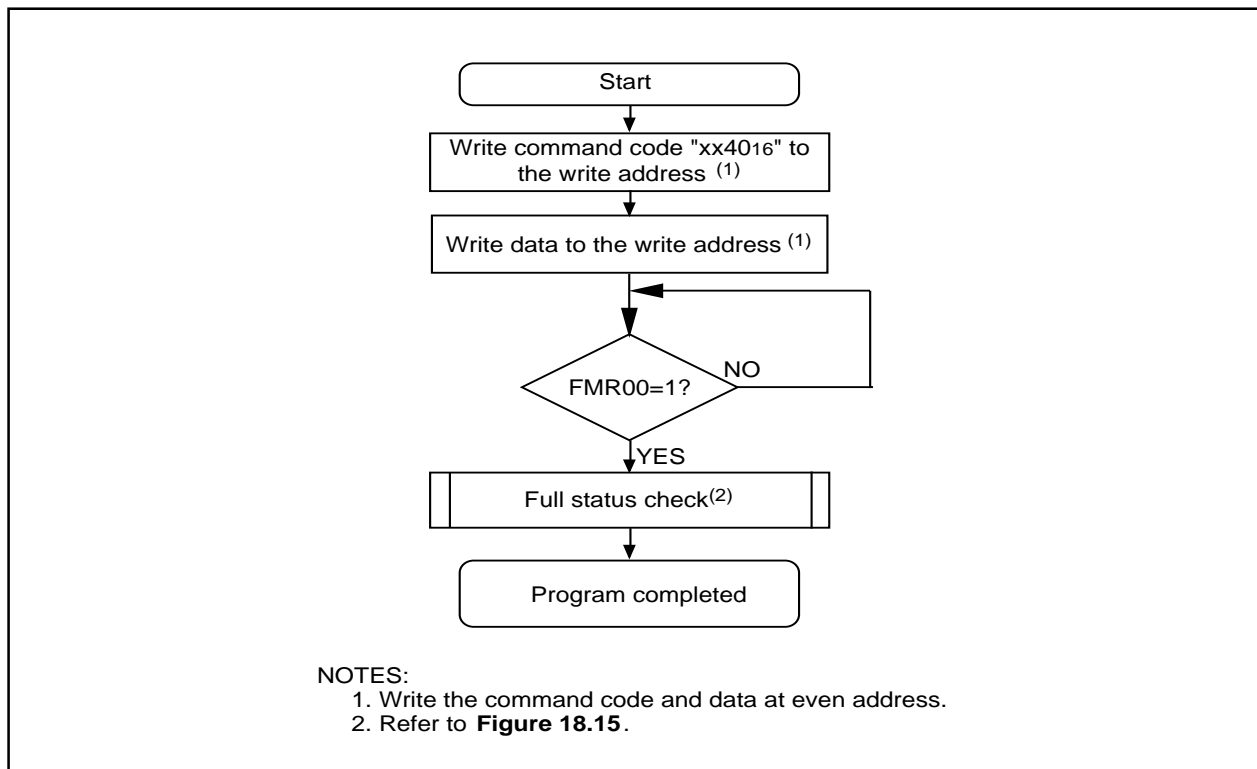 Start
Write command code "xx4016" to
the write address (1)
Write data to the write address (1)
FMR00=1?
NO
YES
Full status check(2)
Program completed
NOTES:
1. Write the command code and data at even address.
2. Refer to Figure 18.15.